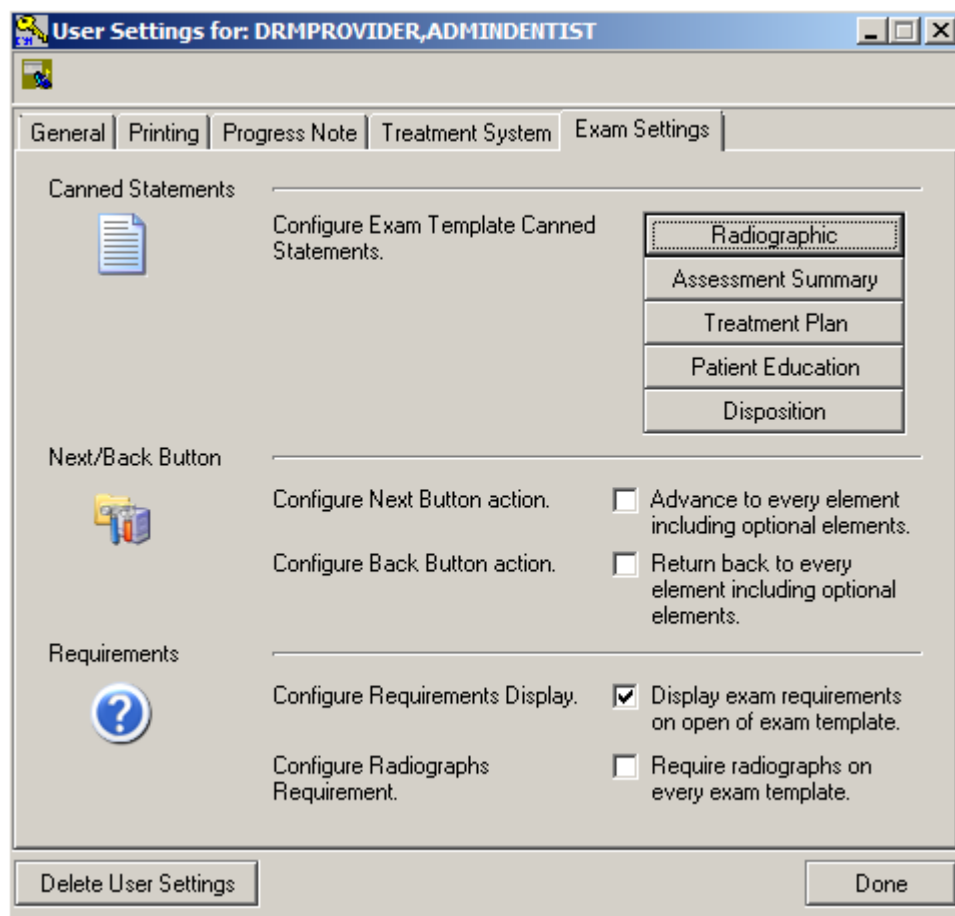 User Settings for: DRMPROVIDER,ADMINDENTIST
General
Printing
Progress Note
Treatment System
Exam Settings
Canned Statements
Configure Exam Template Canned
Statements.
Radiographic
Assessment Summary
Treatment Plan
Patient Education
Disposition
Next/Back Button
Configure Next Button action.
Advance to every element
including optional elements.
Configure Back Button action.
Return back to every
element including optional
elements.
Requirements
Configure Requirements Display.
Display exam requirements
on open of exam template.
Configure Radiographs
Requirement.
Require radiographs on
every exam template.
Delete User Settings
Done